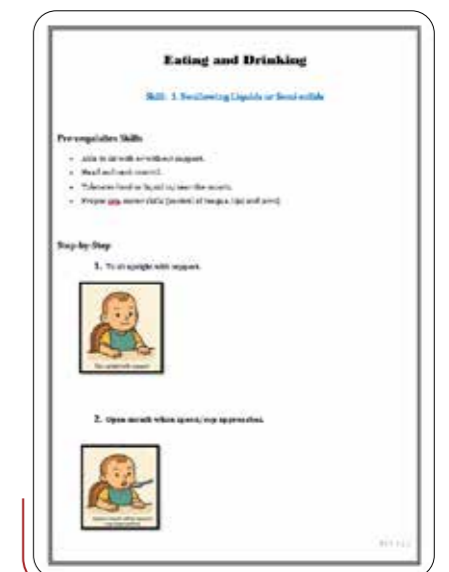 Eating and Drinking
Skill: 1 Swallowing Liquids or Semi-solids
Pre-requisites Skills
Able to sit with or without support.
Head and neck control.
Tolerates food or liquid in/near the mouth.
Proper motor skills (control of tongue, lips and jaw)
Step-by-Step
1. To sit upright with support.
2. Open mouth when spoon/cup approaches.